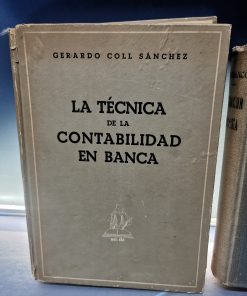 GERARDO COLL SÁNCHEZ
LA TÉCNICA
DE LA
CONTABILIDAD
EN BANCA